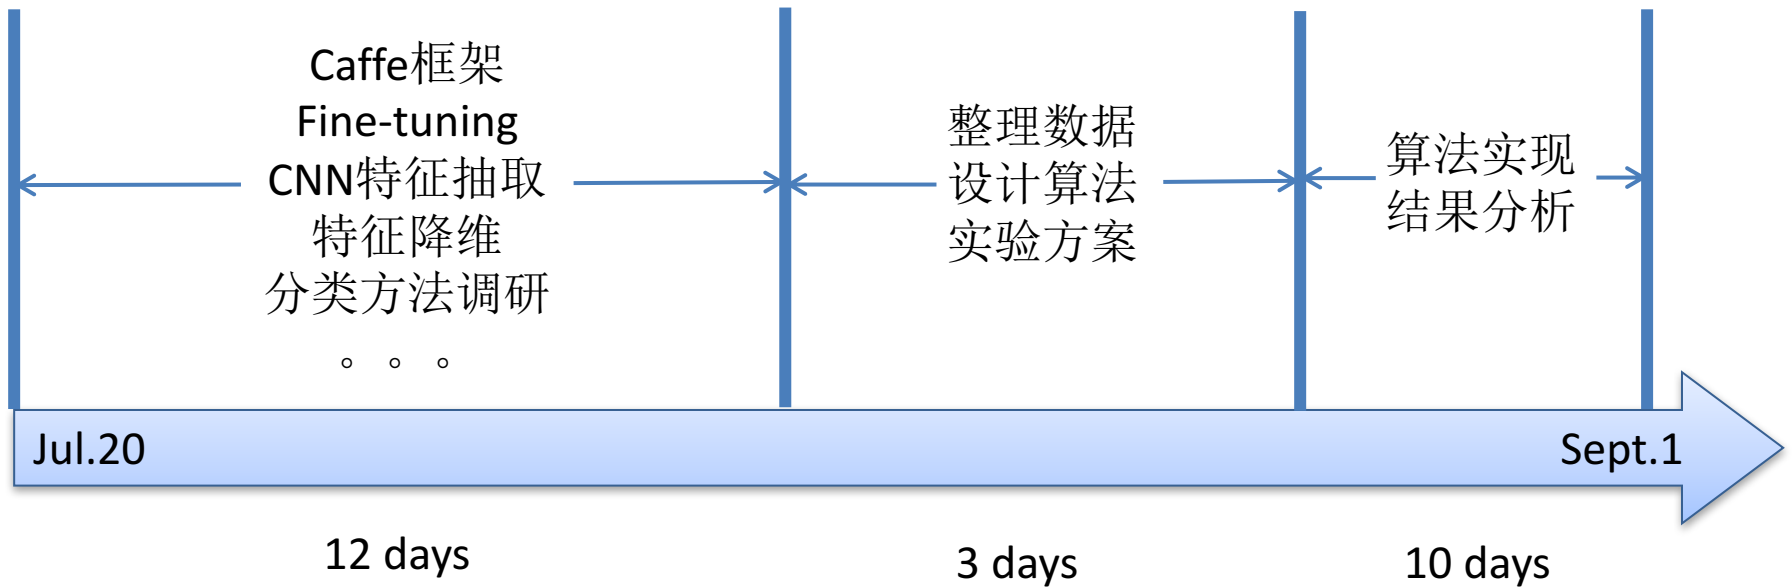 Caffe框架
Fine-tuning
CNN特征抽取
特征降维
分类方法调研
。。。
整理数据
设计算法
实验方案
算法实现
结果分析
Jul.20
Sept.1
12 days
3 days
10 days